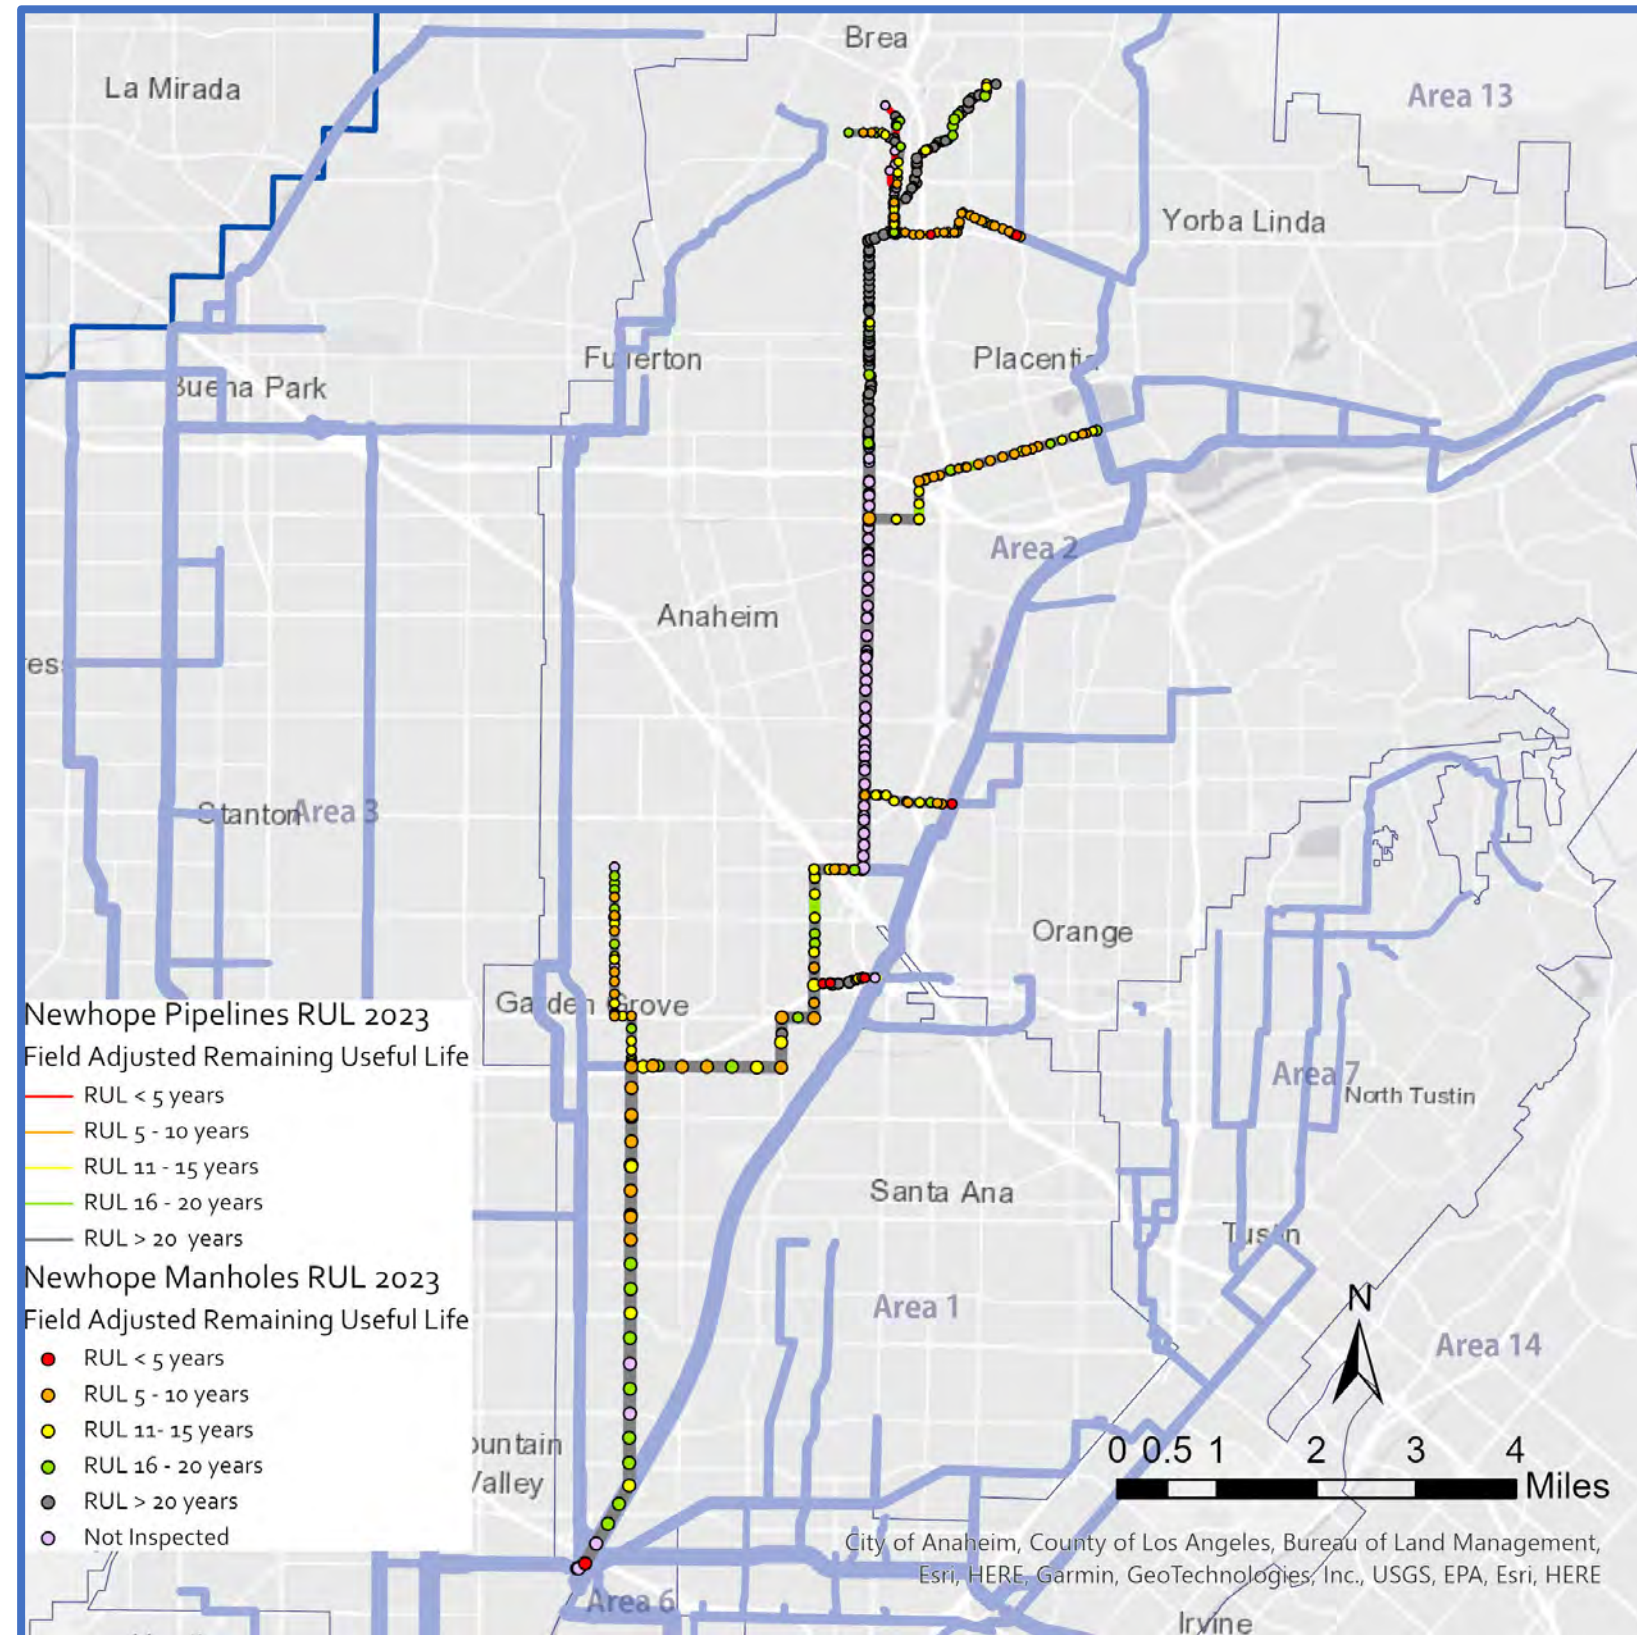 Brea
La Mirada
Area 13
Yorba Linda
Fullerton
Placentia
Buena Park
Area 2
Anaheim
Stanton
Area 3
Orange
Garden Grove
Newhope Pipelines RUL 2023
Field Adjusted Remaining Useful Life
RUL < 5 years
RUL 5 - 10 years
RUL 11 - 15 years
RUL 16 - 20 years
RUL > 20 years
Newhope Manholes RUL 2023
Field Adjusted Remaining Useful Life
RUL < 5 years
RUL 5 - 10 years
RUL 11- 15 years
RUL 16 - 20 years
RUL > 20 years
Not Inspected
Area 7
North Tustin
Santa Ana
Tustin
Area 1
N
Area 14
ountain
Valley
0 0.5 1 2 3 4
Miles
City of Anaheim, County of Los Angeles, Bureau of Land Management,
Esri, HERE, Garmin, GeoTechnologies, Inc., USGS, EPA, Esri, HERE
Area 6
Irvine